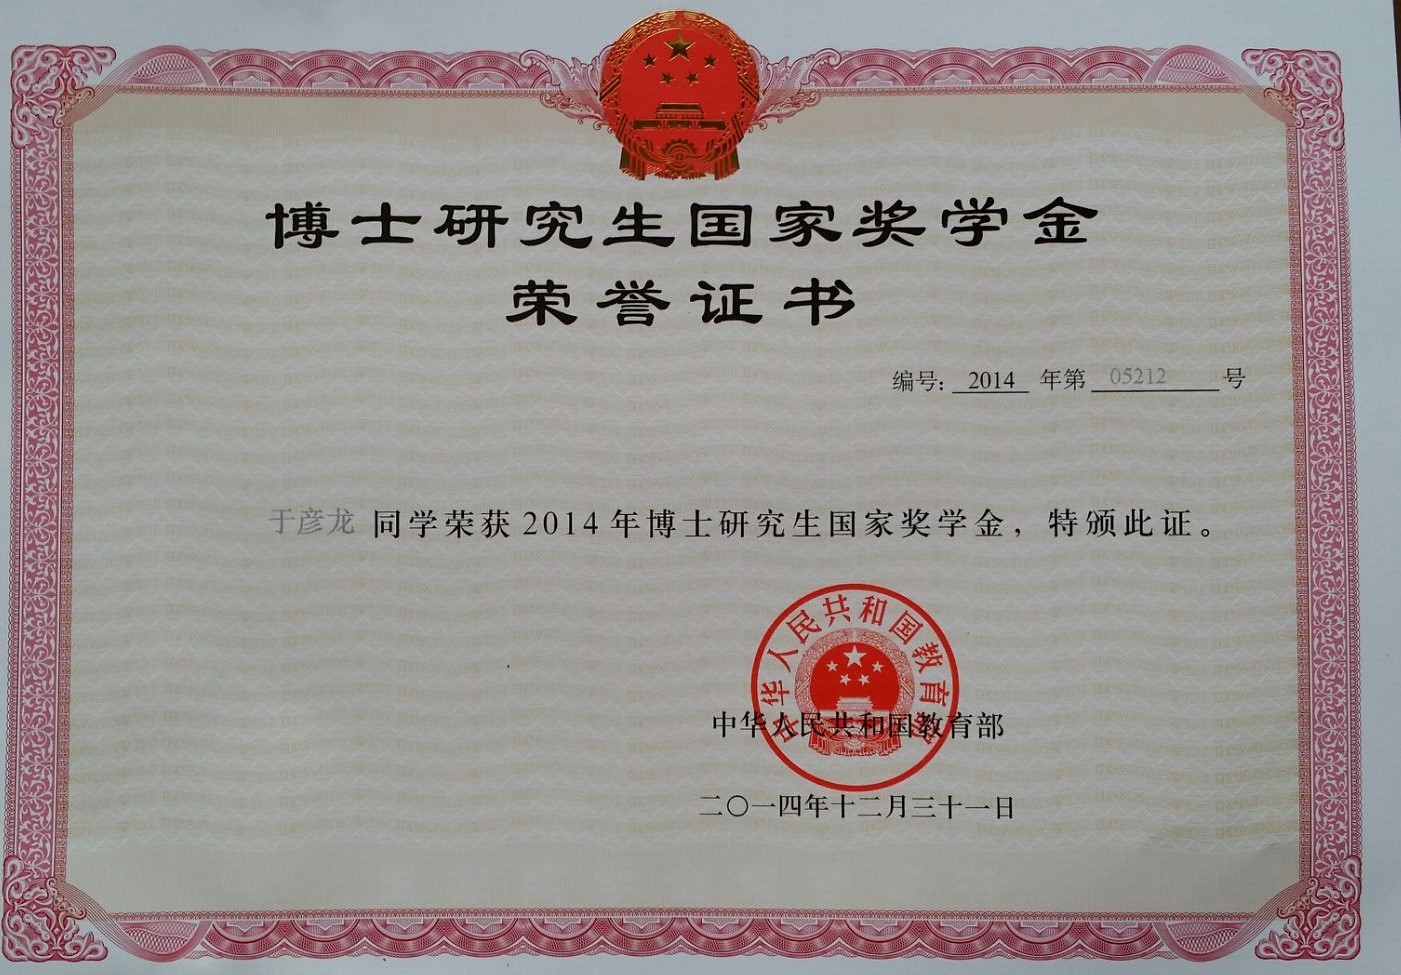 博士研究生国家奖学金
荣誉证书
编号: 2014 年第 05212 号
于彦龙 同学荣获2014年博士研究生国家奖学金，特颁此证。
中华人民共和国教育部
中华人民共和国教育部
二〇一四年十二月三十一日